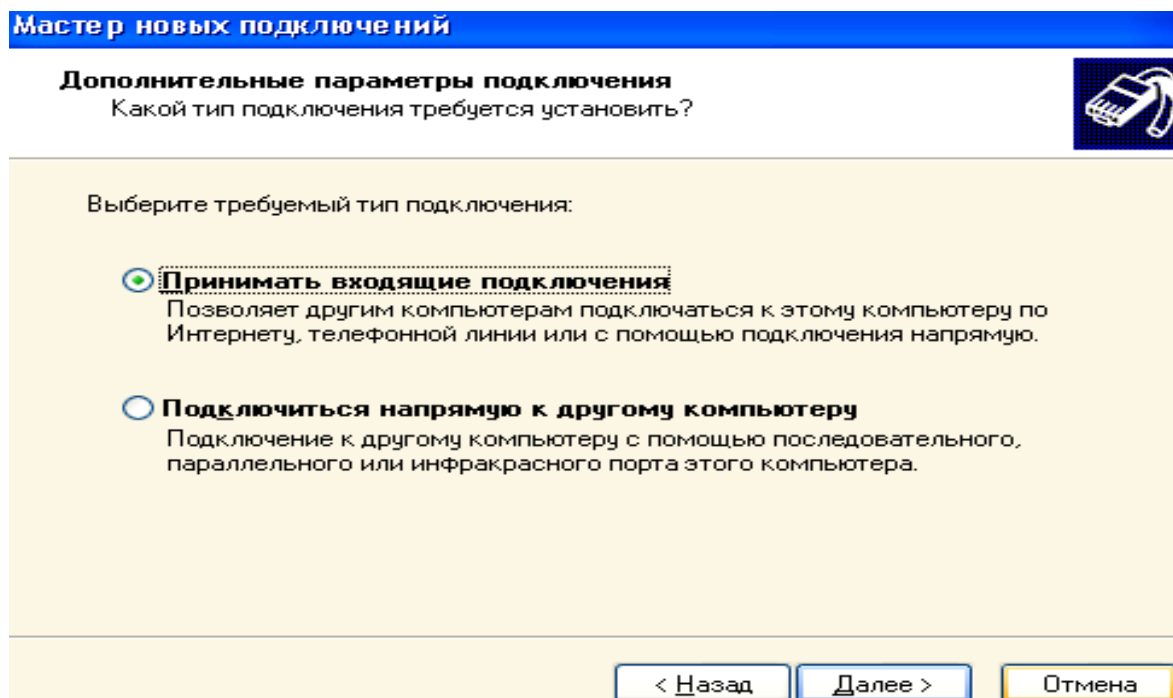 Мастер новых подключений
Дополнительные параметры подключения
Какой тип подключения требуется установить?
Выберите требуемый тип подключения:
Принимать входящие подключения
Позволяет другим компьютерам подключаться к этому компьютеру по
Интернету, телефонной линии или с помощью подключения напрямую.
Подключиться напрямую к другому компьютеру
Подключение к другому компьютеру с помощью последовательного,
параллельного или инфракрасного порта этого компьютера.
< Назад Далее > Отмена